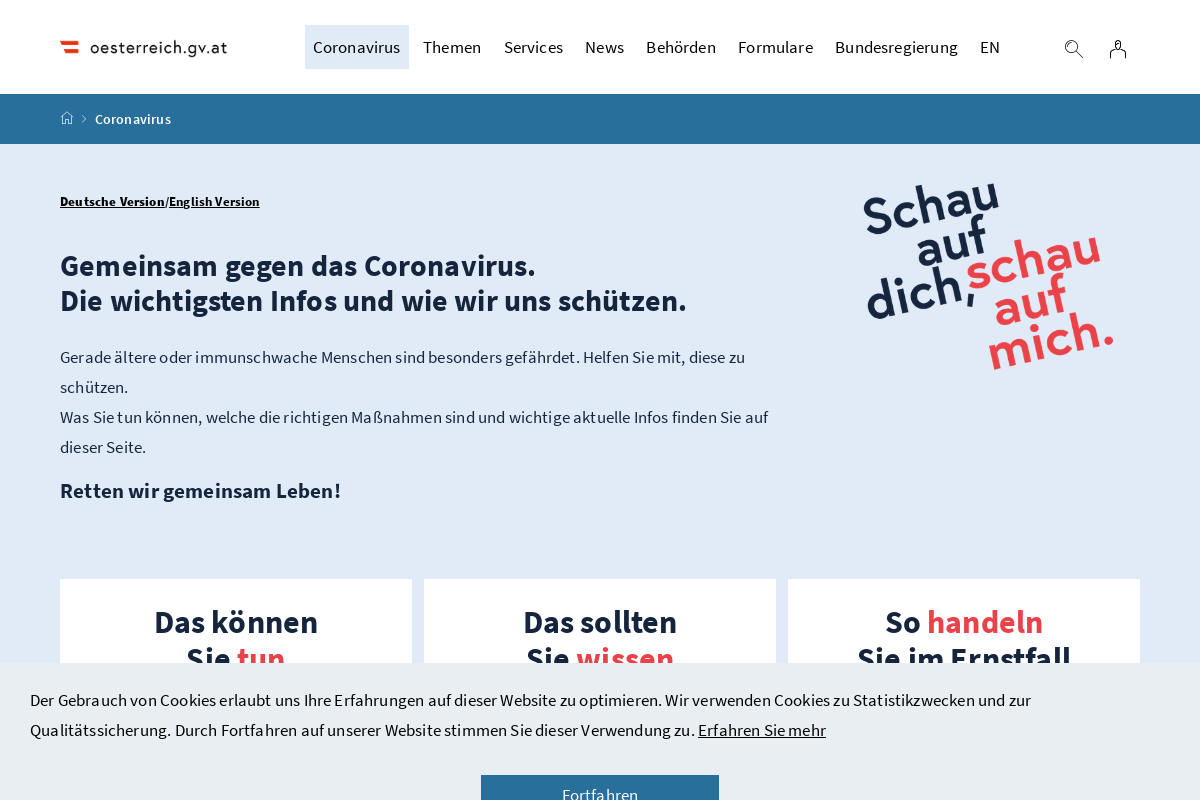 oesterreich.gv.at
Coronavirus Themen Services News Behörden Formulare Bundesregierung EN
Coronavirus
Deutsche Version/English Version
Gemeinsam gegen das Coronavirus.
Die wichtigsten Infos und wie wir uns schützen.
Gerade ältere oder immunschwache Menschen sind besonders gefährdet. Helfen Sie mit, diese zu
schützen.
Was Sie tun können, welche die richtigen Maßnahmen sind und wichtige aktuelle Infos finden Sie auf
dieser Seite.
Retten wir gemeinsam Leben!
Schau
auf
dich, schau
auf
mich.
Das können
Sie tun
Das sollten
Sie wissen
So handeln
Sie im Ernstfall
Der Gebrauch von Cookies erlaubt uns Ihre Erfahrungen auf dieser Website zu optimieren. Wir verwenden Cookies zu Statistikzwecken und zur
Qualitätssicherung. Durch Fortfahren auf unserer Website stimmen Sie dieser Verwendung zu. Erfahren Sie mehr
Fortfahren